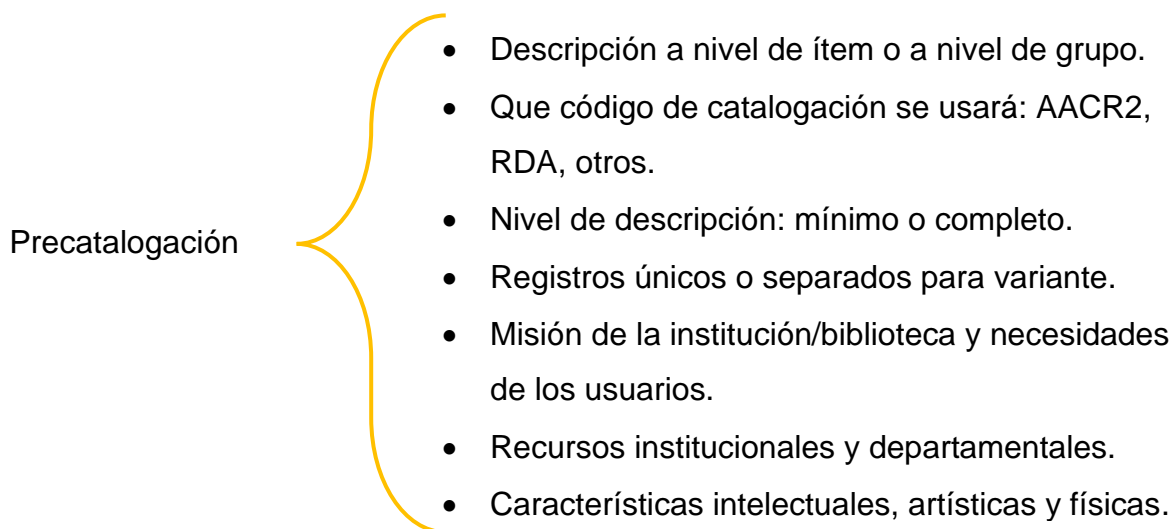 • Descripción a nivel de ítem o a nivel de grupo.
• Que código de catalogación se usará: AACR2,
RDA, otros.
• Nivel de descripción: mínimo o completo.
Precatalogación
• Registros únicos o separados para variante.
• Misión de la institución/biblioteca y necesidades
de los usuarios.
• Recursos institucionales y departamentales.
• Características intelectuales, artísticas y físicas.